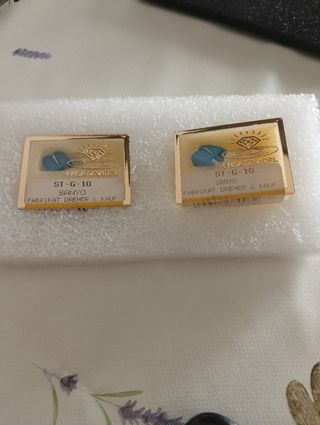 ERSATZNADEL
ST-G-10
SANYO
FABRIKAT DREHER & KAUF
ERSATZNADEL
ST-G-10
SANYO
FABRIKAT DREHER & KAUF